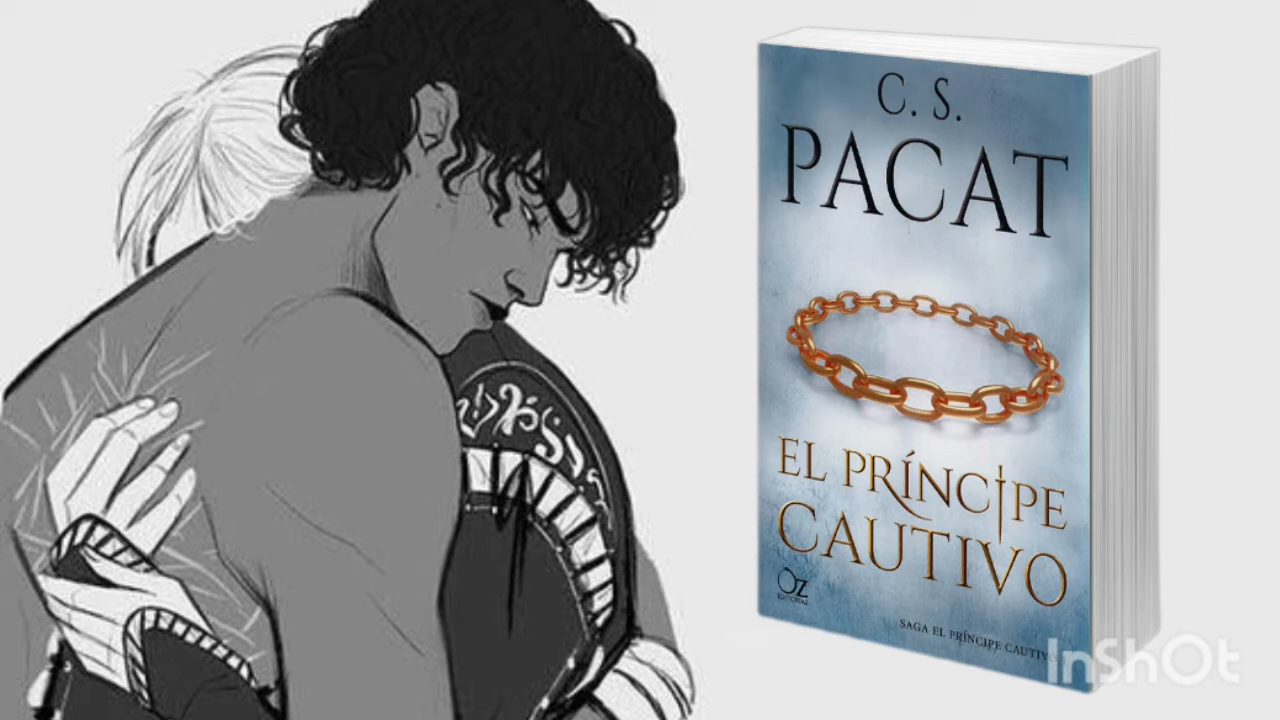 C. S.
PACAT
EL PRÍNCIPE
CAUTIVO
OZ
EDITORIAL
SAGA EL PRÍNCIPE CAUTIVO
InShOt